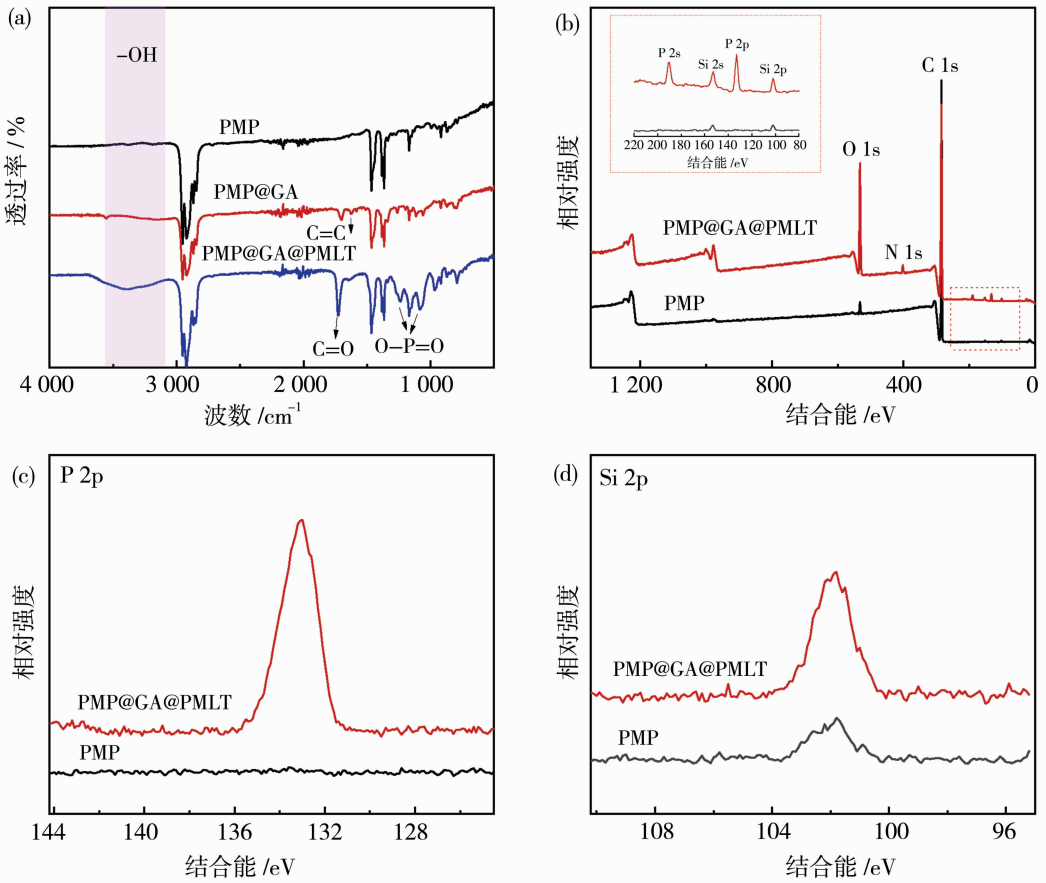 (a)
-OH
PMP
PMP@GA
C=C
PMP@GA@PMLT
C=O
O-P=O
透过率 / %
4 000
3 000
2 000
1 000
波数 /cm⁻¹
(b)
P 2s
Si 2s
P 2p
Si 2p
220 200 180 160 140 120 100 80
结合能 /eV
C 1s
O 1s
N 1s
PMP@GA@PMLT
PMP
相对强度
1 200
800
400
0
结合能 /eV
(c)
P 2p
PMP@GA@PMLT
PMP
相对强度
144
140
136
132
128
结合能 /eV
(d)
Si 2p
PMP@GA@PMLT
PMP
相对强度
108
104
100
96
结合能 /eV